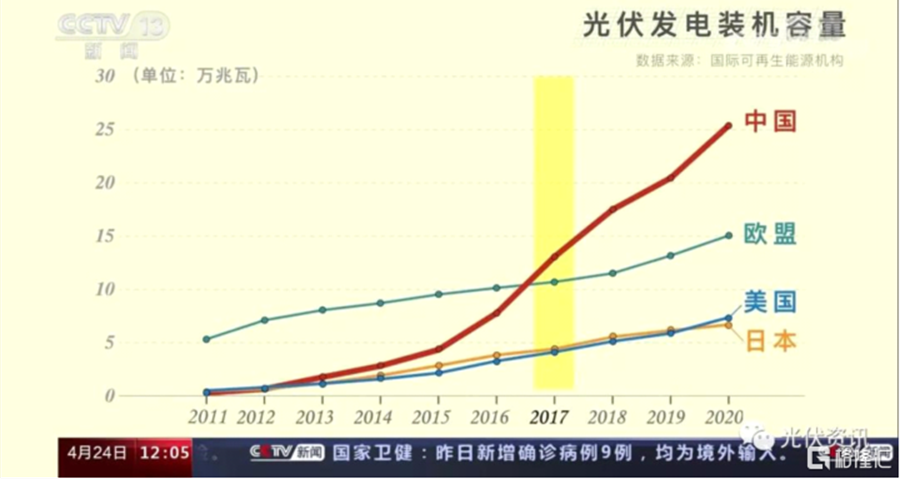 CCTV 13
新闻
光伏发电装机容量
数据来源：国际可再生能源机构
(单位：万兆瓦)
30
25
20
15
10
5
0
中国
欧盟
美国
日本
2011 2012 2013 2014 2015 2016 2017 2018 2019 2020
光伏资讯
4月24日 12:05
CCTV新闻 国家卫健：昨日新增确诊病例9例，均为境外输入。
格隆汇